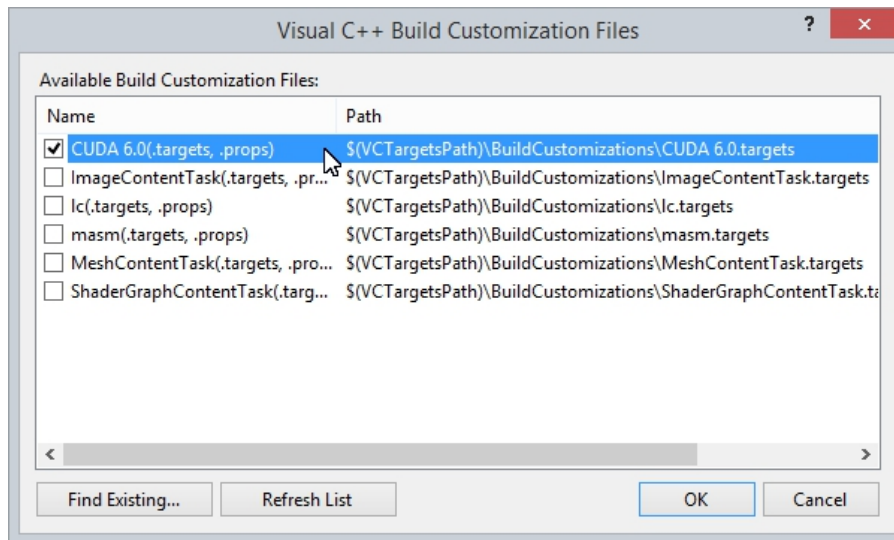 Visual C++ Build Customization Files
Available Build Customization Files:
Name Path
CUDA 6.0(.targets, .props) $(VCTargetsPath)\BuildCustomizations\CUDA 6.0.targets
ImageContentTask(.targets, .pr... $(VCTargetsPath)\BuildCustomizations\ImageContentTask.targets
lc(.targets, .props) $(VCTargetsPath)\BuildCustomizations\lc.targets
masm(.targets, .props) $(VCTargetsPath)\BuildCustomizations\masm.targets
MeshContentTask(.targets, .pro... $(VCTargetsPath)\BuildCustomizations\MeshContentTask.targets
ShaderGraphContentTask(.targ... $(VCTargetsPath)\BuildCustomizations\ShaderGraphContentTask.ta
Find Existing... Refresh List OK Cancel